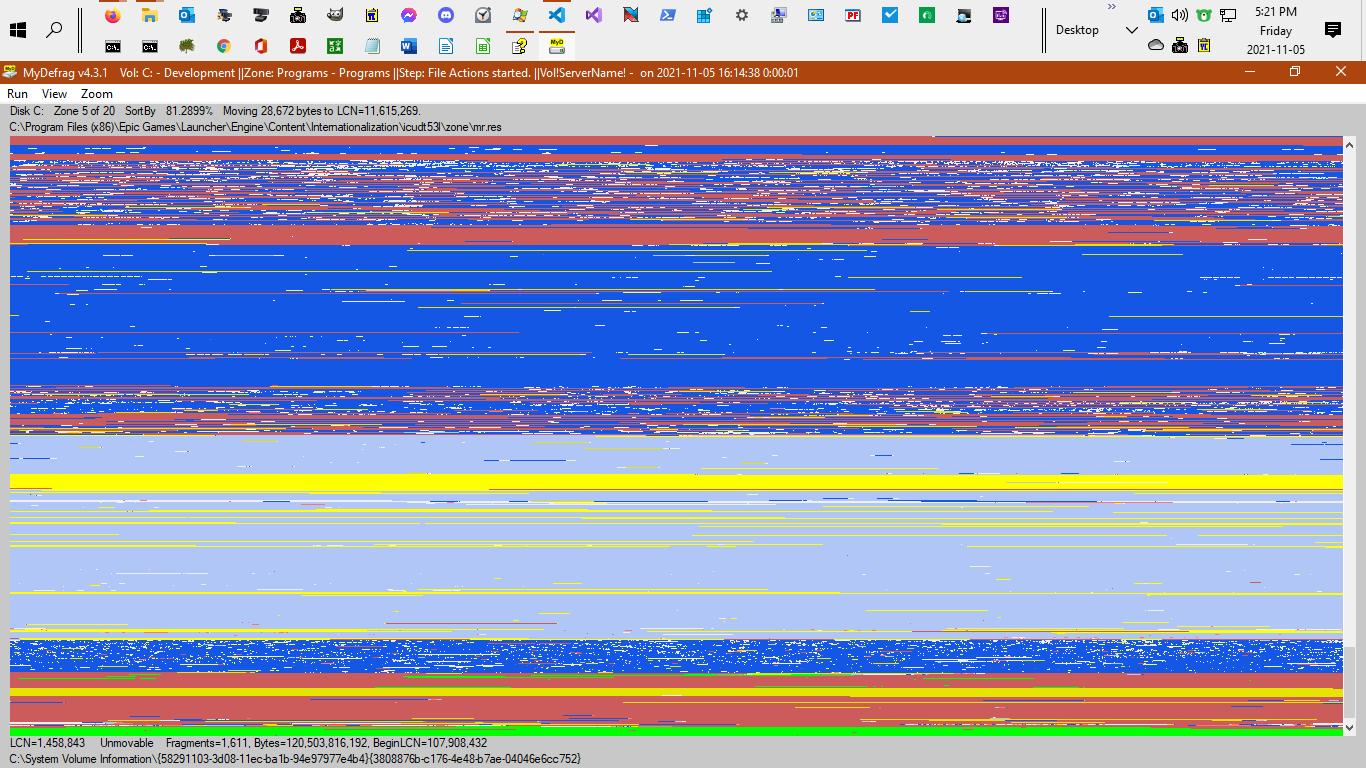 5:21 PM
Desktop
Friday
2021-11-05
MyDefrag v4.3.1 Vol: C: - Development ||Zone: Programs - Programs ||Step: File Actions started. ||Vol!ServerName! - on 2021-11-05 16:14:38 0:00:01
Run View Zoom
Disk C: Zone 5 of 20 SortBy 81.2899% Moving 28,672 bytes to LCN=11,615,269.
C:\Program Files (x86)\Epic Games\Launcher\Engine\Content\Internationalization\icudt53l\zone\mr.res
LCN=1,458,843 Unmovable Fragments=1,611, Bytes=120,503,816,192, BeginLCN=107,908,432
C:\System Volume Information\{58291103-3d08-11ec-ba1b-94e97977e4b4}{3808876b-c176-4e48-b7ae-04046e6cc752}